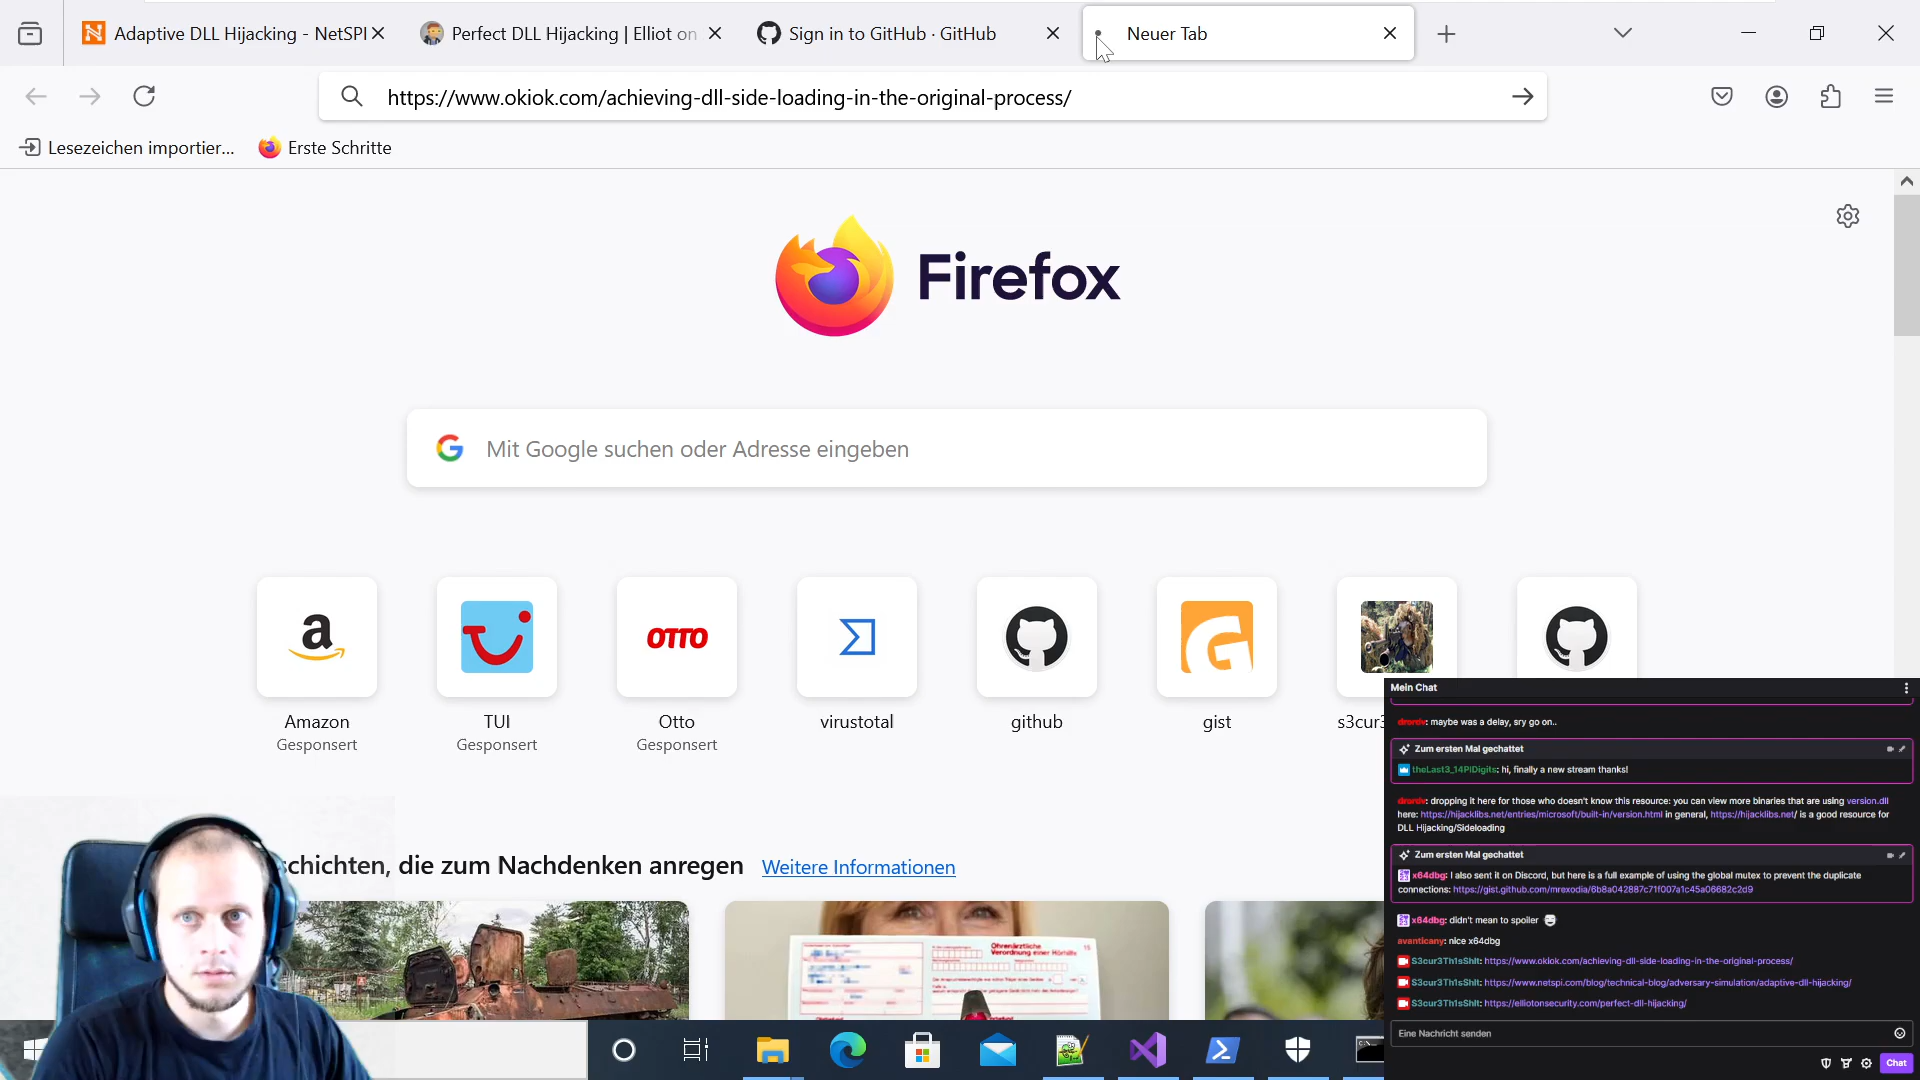 Adaptive DLL Hijacking - NetSPI
Perfect DLL Hijacking | Elliot on
Sign in to GitHub · GitHub
Neuer Tab
https://www.okiok.com/achieving-dll-side-loading-in-the-original-process/
Lesezeichen importier...
Erste Schritte
Firefox
Mit Google suchen oder Adresse eingeben
a
OTTO
Amazon
Gesponsert
TUI
Gesponsert
Otto
Gesponsert
virustotal
github
gist
s3cur3
schichten, die zum Nachdenken anregen
Weitere Informationen
Ohrenärztliche
Verordnung einer Hörhilfe
Mein Chat
: maybe was a delay, sry go on..
Zum ersten Mal gechattet
theLast3_14PIDigits: hi, finally a new stream thanks!
: dropping it here for those who doesn't know this resource: you can view more binaries that are using version.dll
here: https://hijacklibs.net/entries/microsoft/built-in/version.html in general, https://hijacklibs.net/ is a good resource for
DLL Hijacking/Sideloading
Zum ersten Mal gechattet
x64dbg: I also sent it on Discord, but here is a full example of using the global mutex to prevent the duplicate
connections: https://gist.github.com/mrexodia/6b8a042887c71f007a1c45a06682c2d9
x64dbg: didn't mean to spoiler
avanticany: nice x64dbg
S3cur3Th1sShit: https://www.okiok.com/achieving-dll-side-loading-in-the-original-process/
S3cur3Th1sShit: https://www.netspi.com/blog/technical-blog/adversary-simulation/adaptive-dll-hijacking/
S3cur3Th1sShit: https://elliotonsecurity.com/perfect-dll-hijacking/
Eine Nachricht senden
Chat